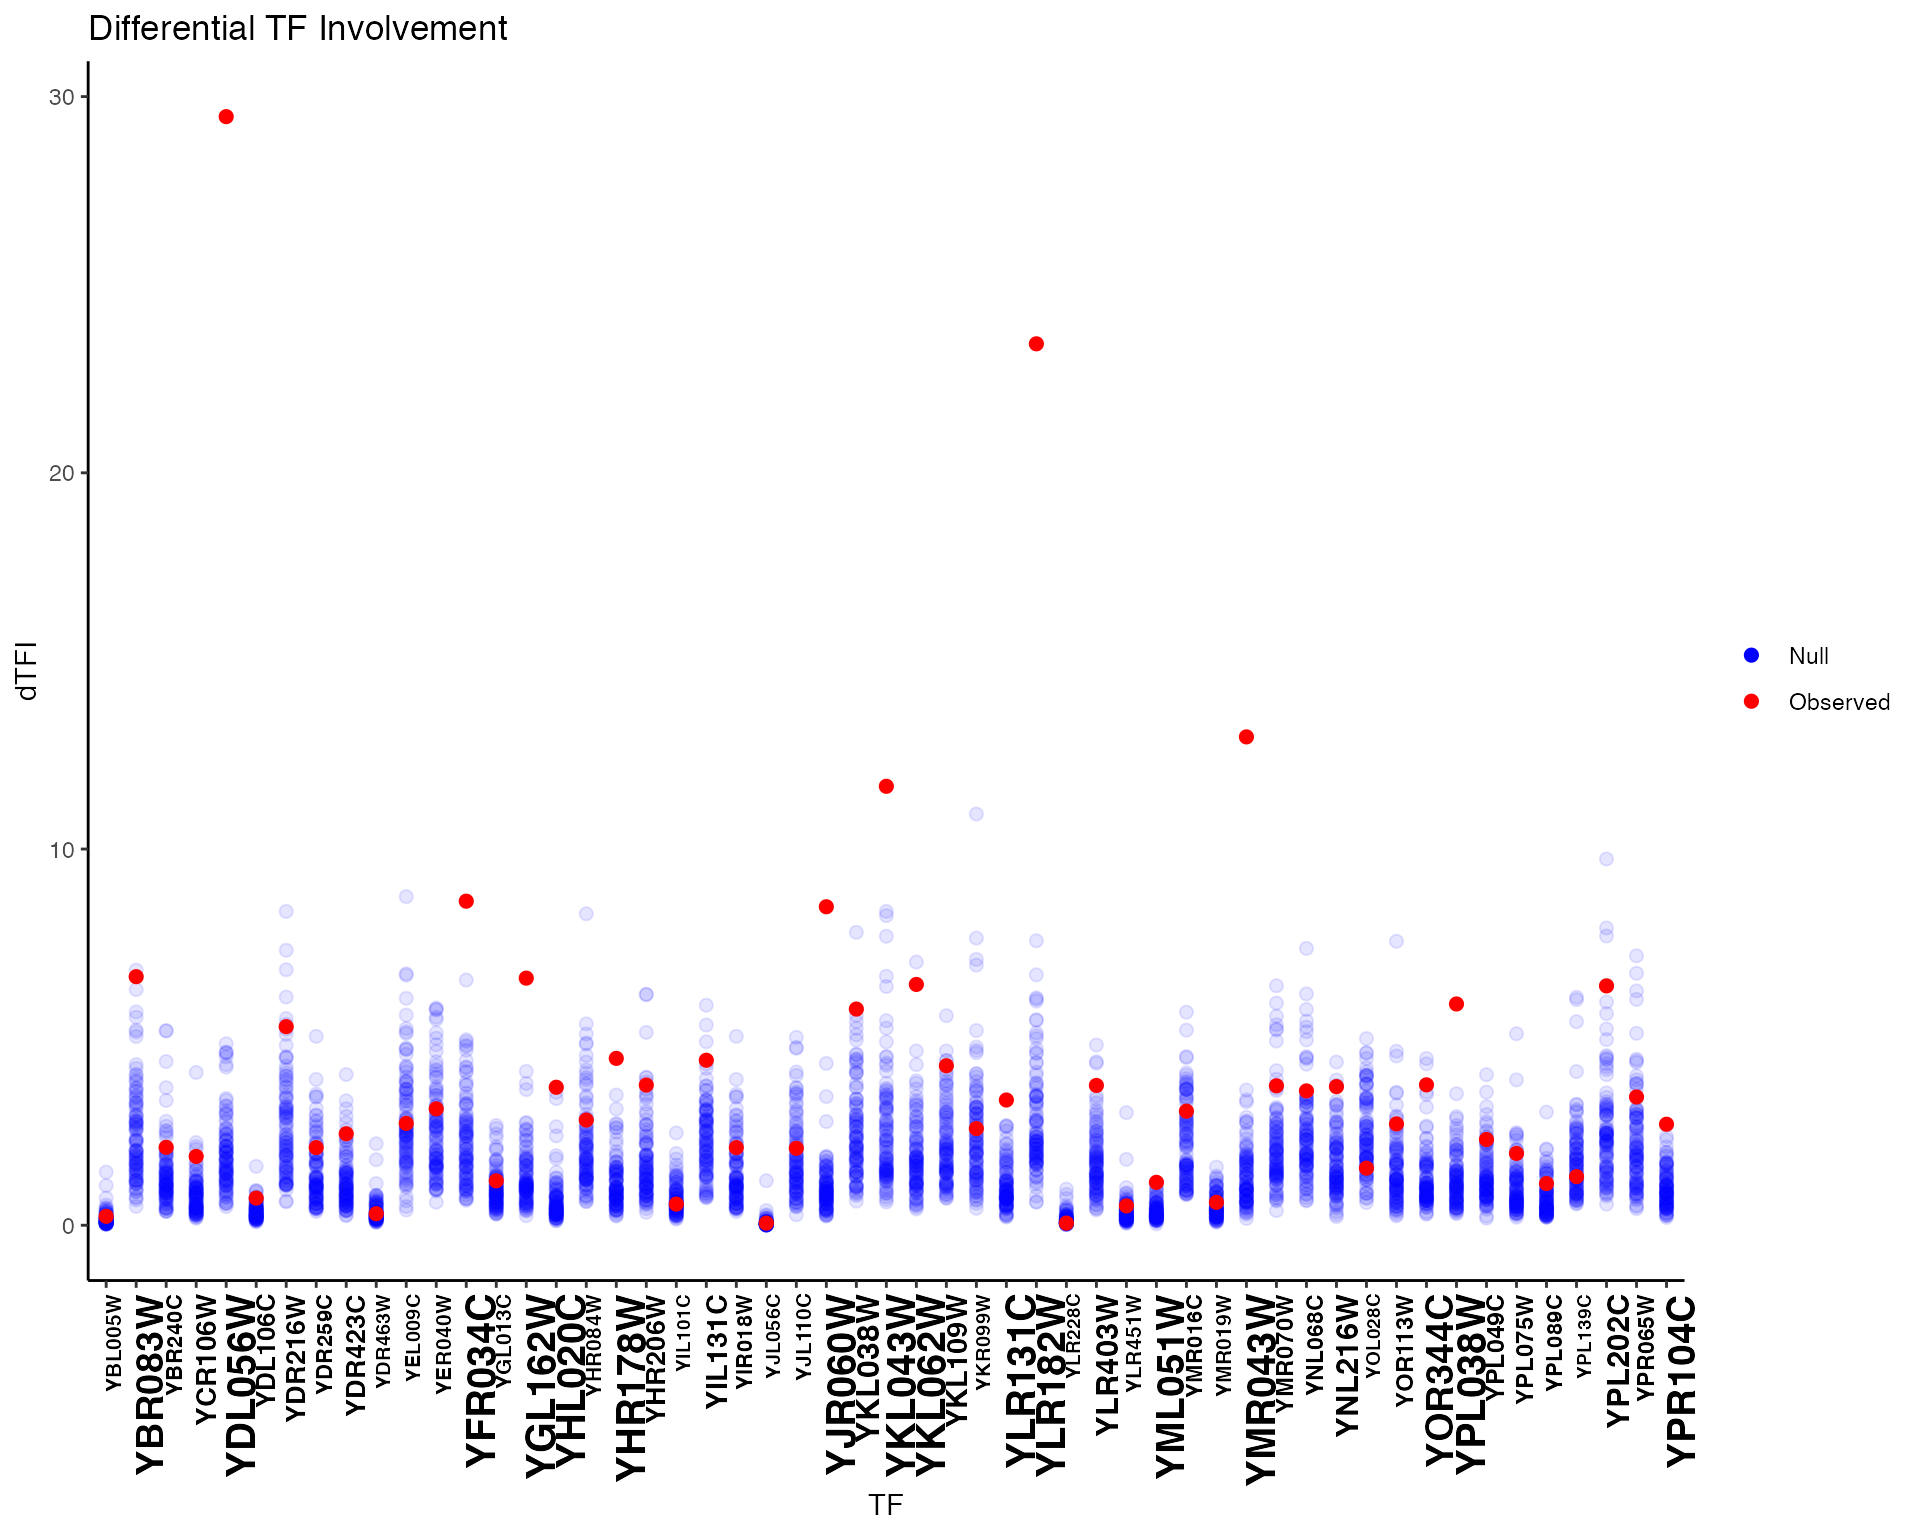 Differential TF Involvement
30
20
10
0
dTFI
Null
Observed
YBL005W
YBR083W
YBR240C
YCR106W
YDL056W
YDL106C
YDR216W
YDR259C
YDR423C
YDR463W
YEL009C
YER040W
YFR034C
YGL013C
YGL162W
YHL020C
YHR084W
YHR178W
YHR206W
YIL101C
YIL131C
YIR018W
YJL056C
YJL110C
YJR060W
YKL038W
YKL043W
YKL062W
YKL109W
YKR099W
YLR131C
YLR182W
YLR228C
YLR403W
YLR451W
YML051W
YMR016C
YMR019W
YMR043W
YMR070W
YNL068C
YNL216W
YOL028C
YOR113W
YOR344C
YPL038W
YPL049C
YPL075W
YPL089C
YPL139C
YPL202C
YPR065W
YPR104C
TF